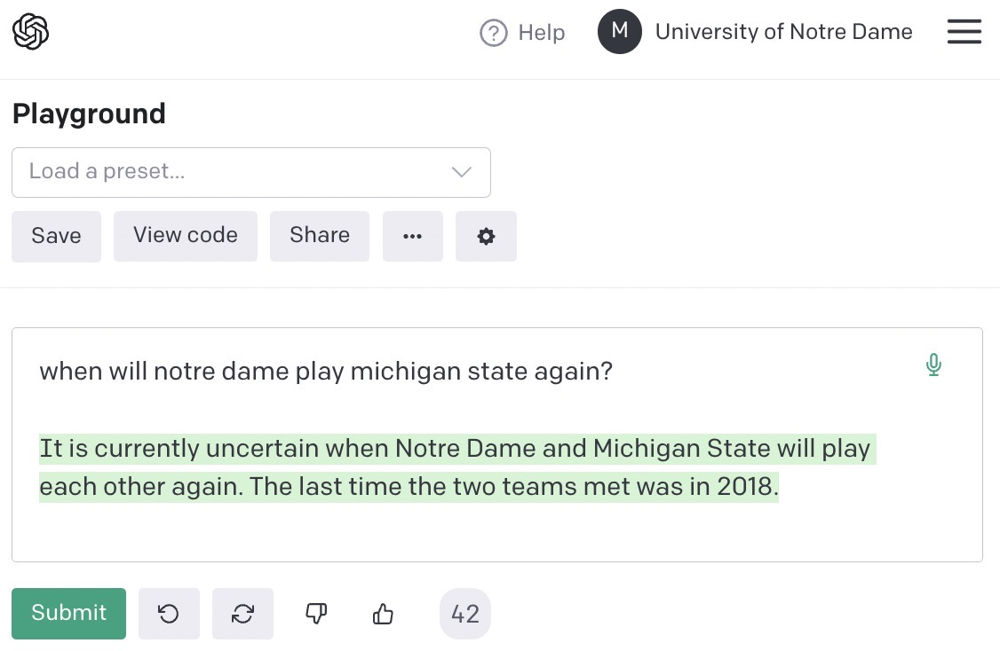 Help
M
University of Notre Dame
Playground
Load a preset...
Save
View code
Share
...
when will notre dame play michigan state again?
It is currently uncertain when Notre Dame and Michigan State will play
each other again. The last time the two teams met was in 2018.
Submit
42